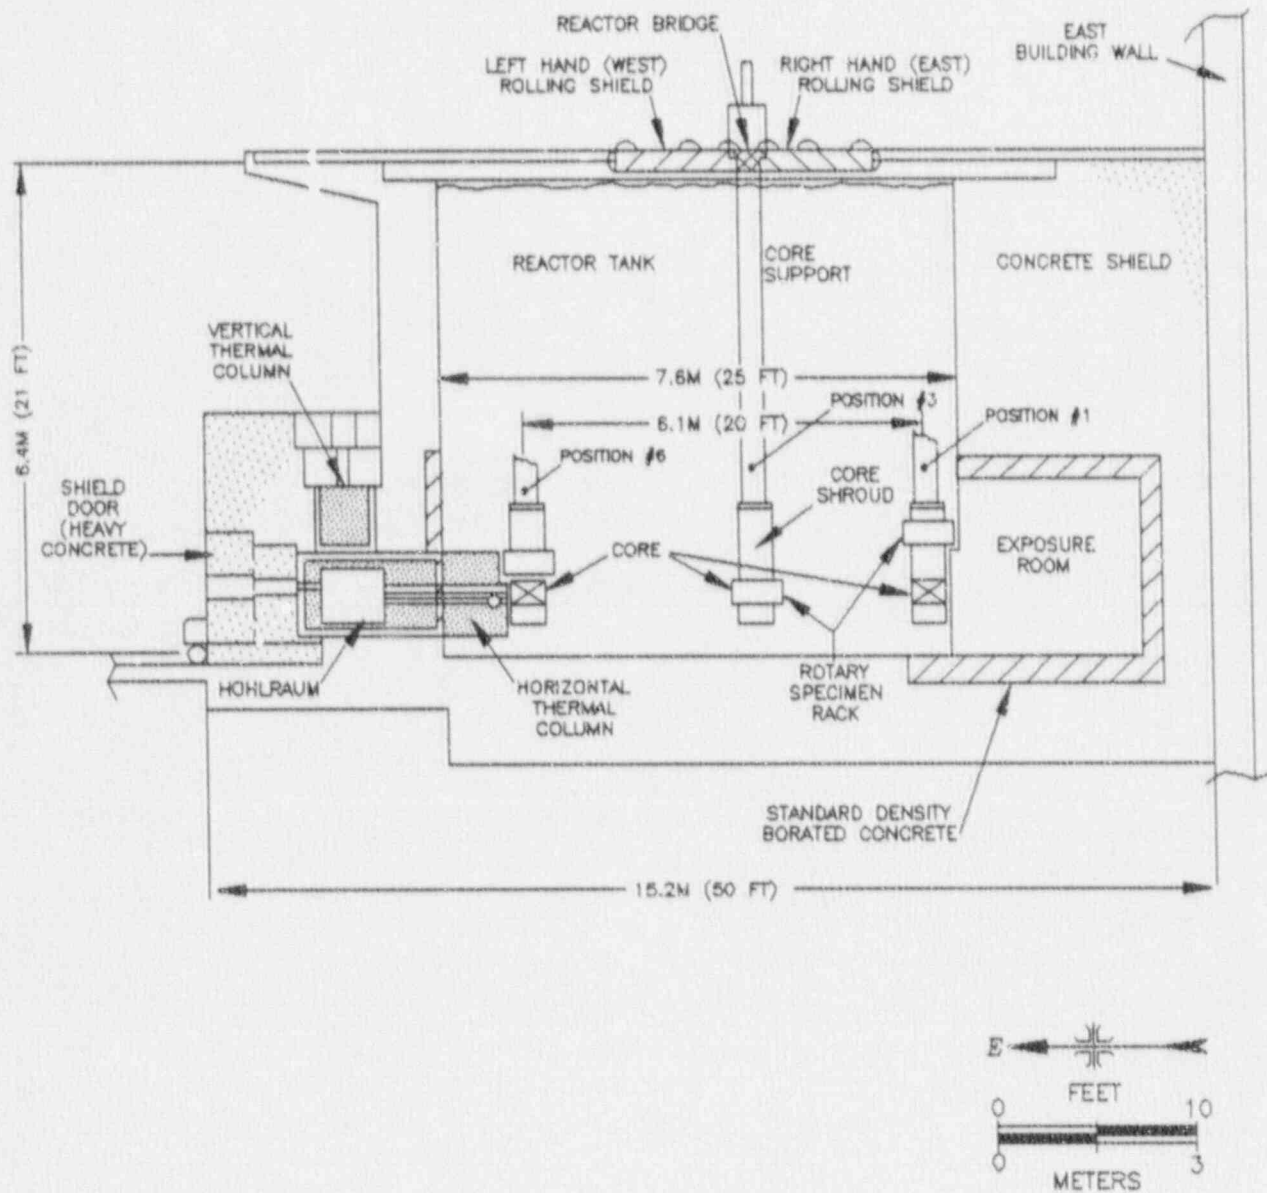 REACTOR BRIDGE
LEFT HAND (WEST)
ROLLING SHIELD
RIGHT HAND (EAST)
ROLLING SHIELD
EAST
BUILDING WALL
REACTOR TANK
CORE
SUPPORT
CONCRETE SHIELD
6.4M (21 FT)
VERTICAL
THERMAL
COLUMN
7.6M (25 FT)
6.1M (20 FT)
POSITION #3
POSITION #1
POSITION #6
CORE
SHROUD
SHIELD
DOOR
(HEAVY
CONCRETE)
CORE
EXPOSURE
ROOM
HOHLRAUM
HORIZONTAL
THERMAL
COLUMN
ROTARY
SPECIMEN
RACK
STANDARD DENSITY
BORATED CONCRETE
15.2M (50 FT)
E
FEET
0 10
0 3
METERS